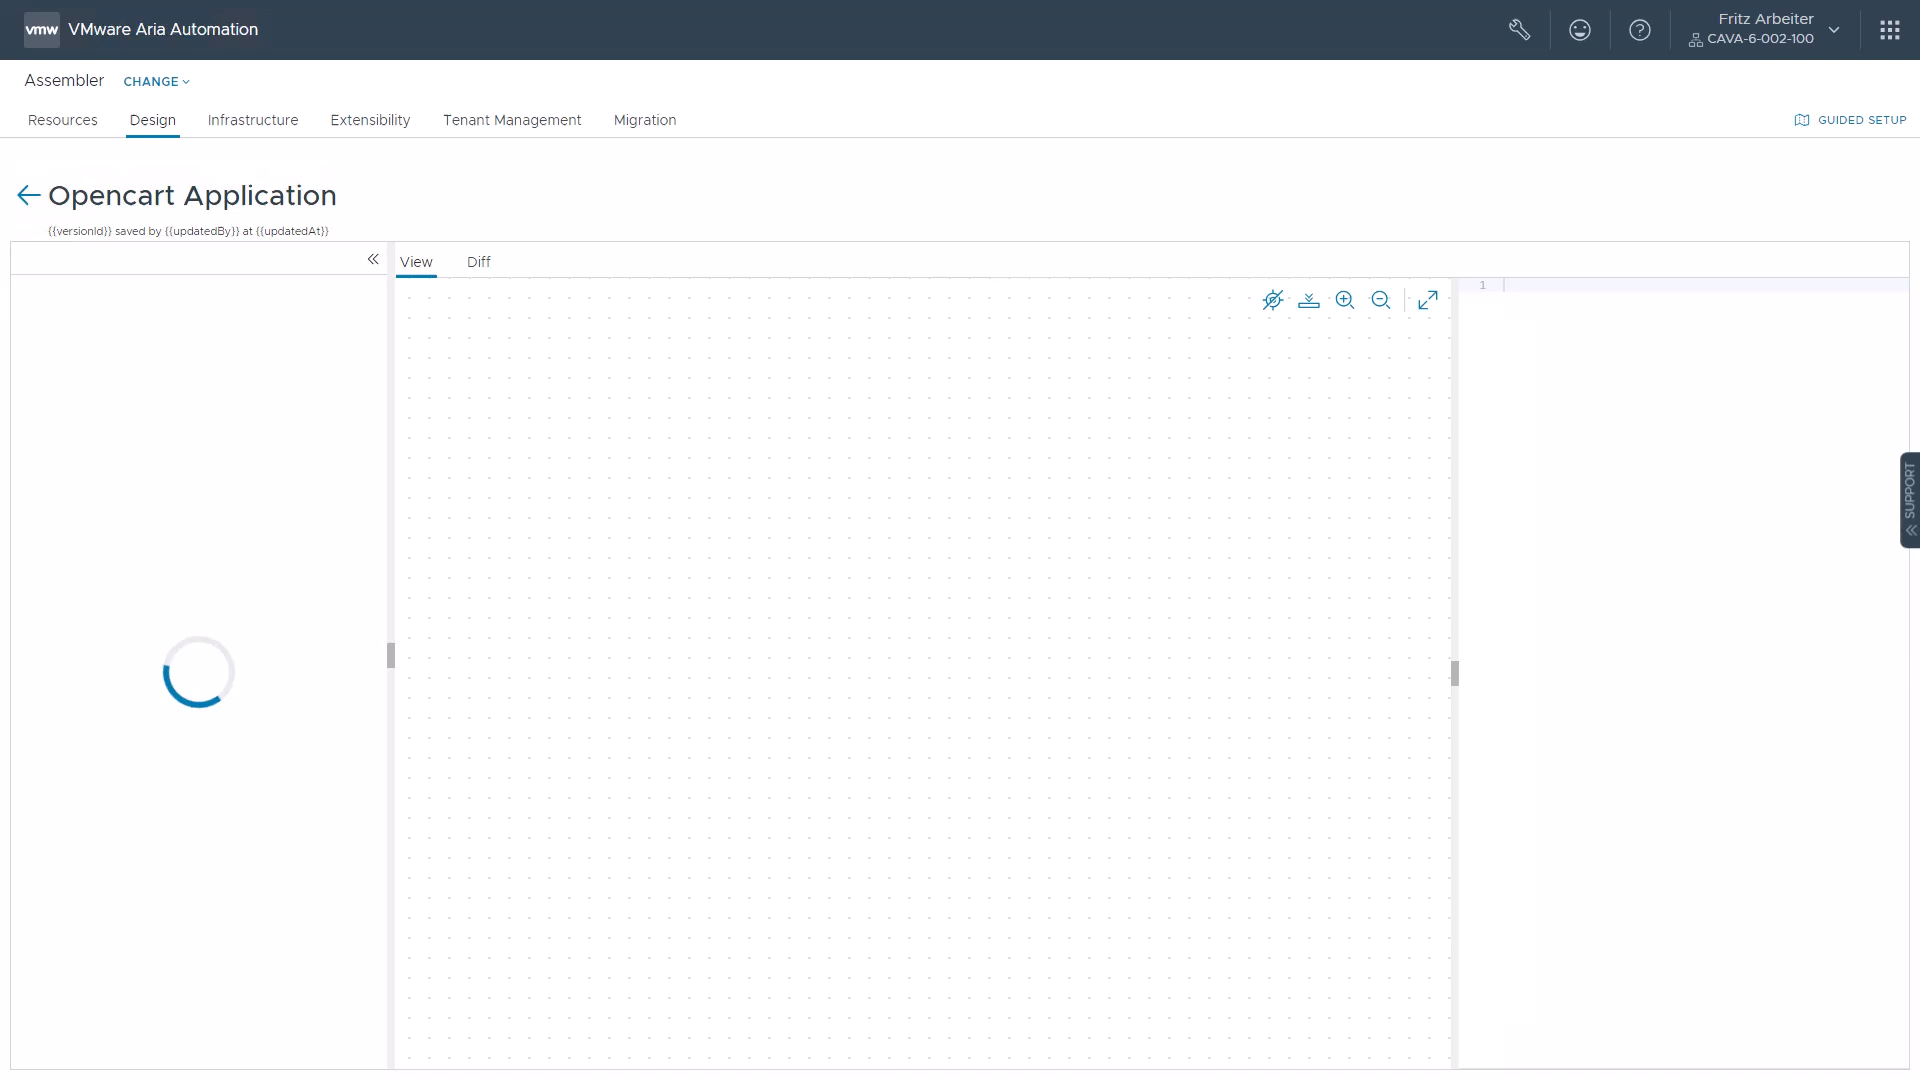 vmw VMware Aria Automation
Fritz Arbeiter
CAVA-6-002-100
Assembler CHANGE
Resources Design Infrastructure Extensibility Tenant Management Migration GUIDED SETUP
Opencart Application
{{versionId}} saved by {{updatedBy}} at {{updatedAt}}
View Diff
1
SUPPORT